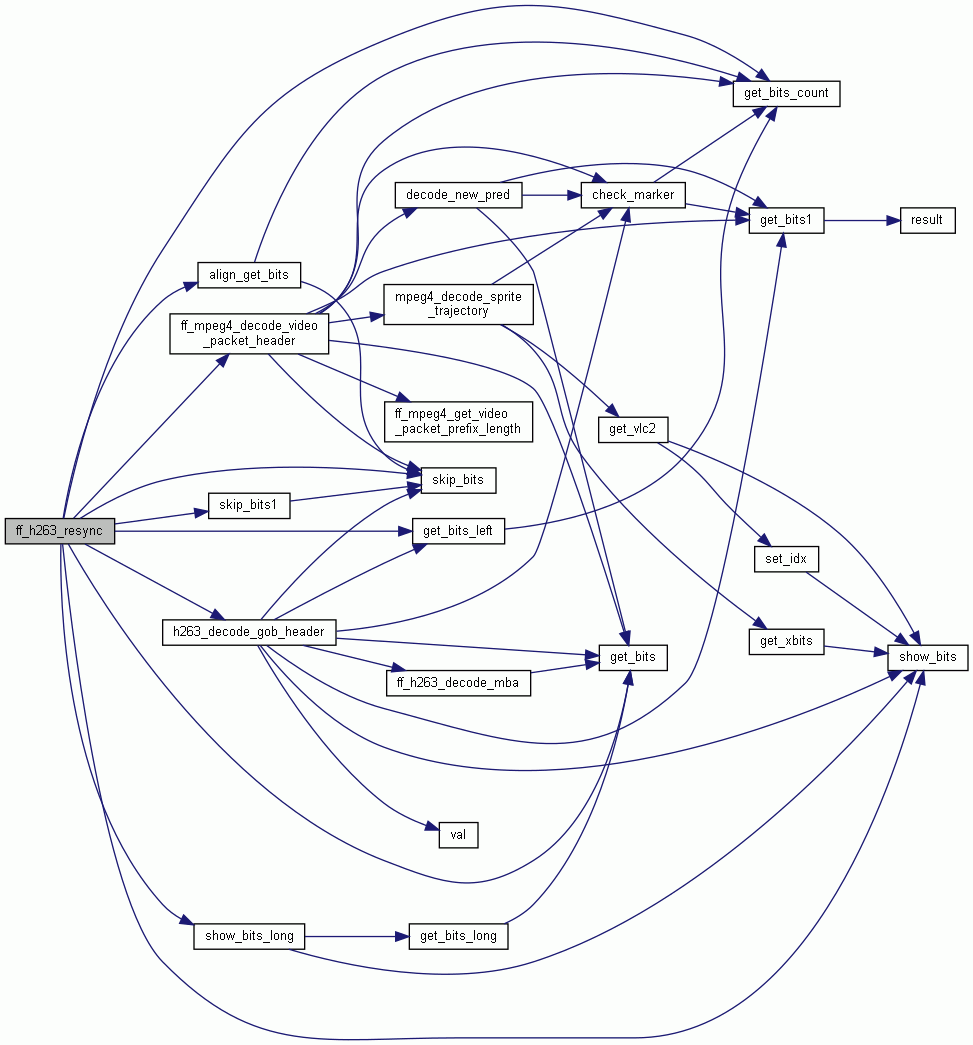 get_bits_count
decode_new_pred
check_marker
get_bits1
result
align_get_bits
mpeg4_decode_sprite
_trajectory
ff_mpeg4_decode_video
_packet_header
ff_mpeg4_get_video
_packet_prefix_length
get_vlc2
skip_bits
skip_bits1
ff_h263_resync
get_bits_left
set_idx
h263_decode_gob_header
get_xbits
get_bits
show_bits
ff_h263_decode_mba
val
show_bits_long
get_bits_long